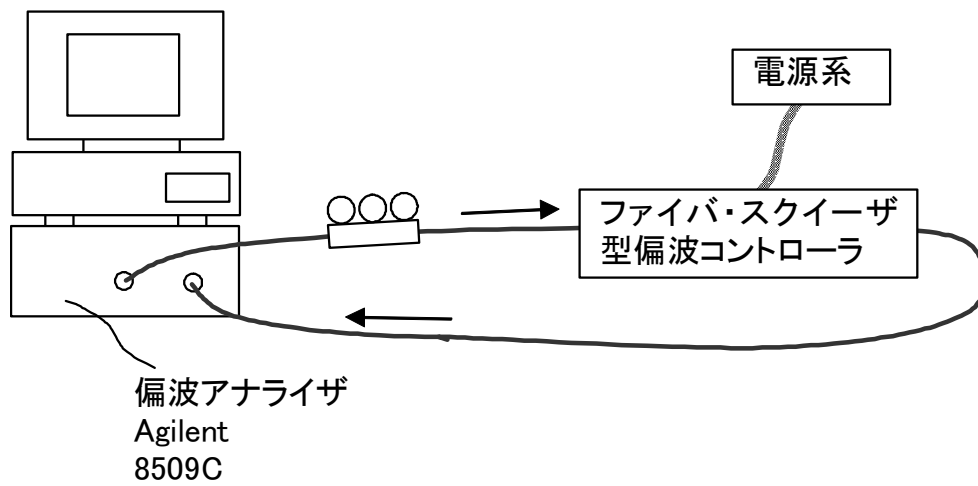 電源系
ファイバ・スクイーザ
型偏波コントローラ
偏波アナライザ
Agilent
8509C